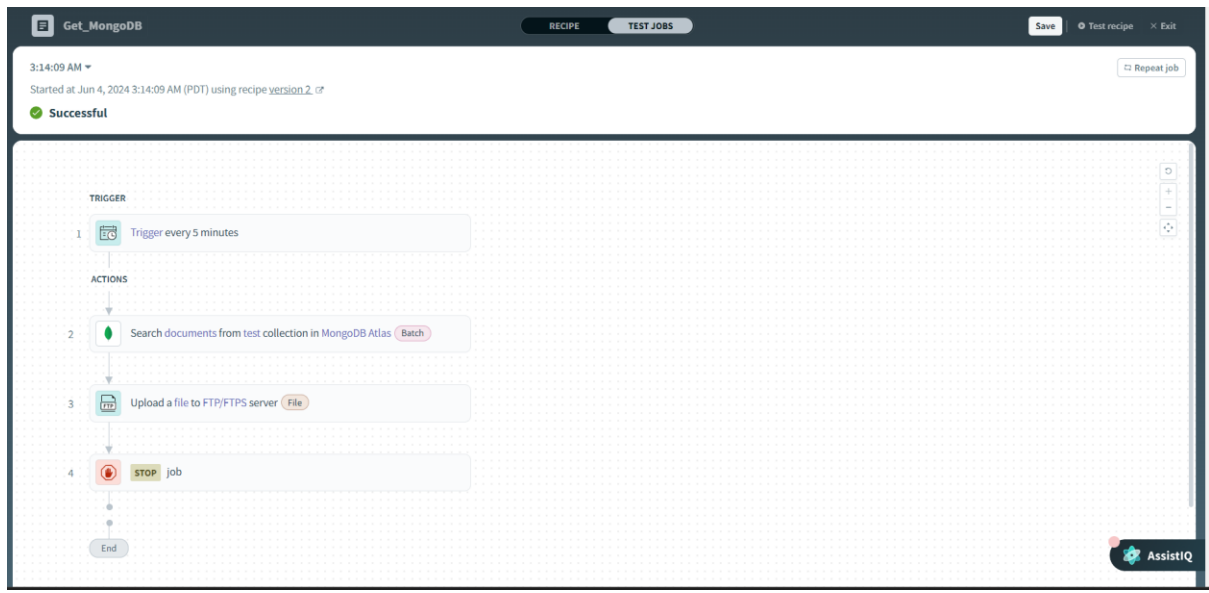 Get_MongoDB
RECIPE
TEST JOBS
Save
Test recipe
Exit
3:14:09 AM
Repeat job
Started at Jun 4, 2024 3:14:09 AM (PDT) using recipe version 2
Successful
TRIGGER
1 Trigger every 5 minutes
ACTIONS
2 Search documents from test collection in MongoDB Atlas Batch
3 FTP Upload a file to FTP/FTPS server File
4 STOP job
End
AssistIQ